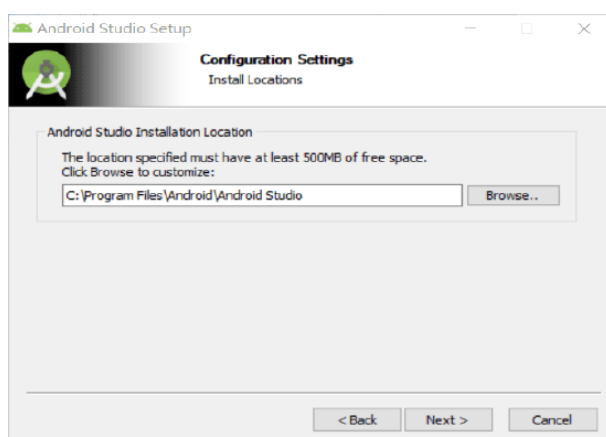 Android Studio Setup
Configuration Settings
Install Locations
Android Studio Installation Location
The location specified must have at least 500MB of free space.
Click Browse to customize:
C:\Program Files\Android\Android Studio
Browse..
< Back
Next >
Cancel